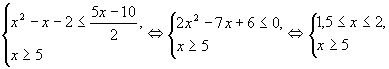 { x² − x − 2 ≤ (5x − 10)/2, ⇔ { 2x² − 7x + 6 ≤ 0, ⇔ { 1,5 ≤ x ≤ 2,
x ≥ 5 x ≥ 5 x ≥ 5